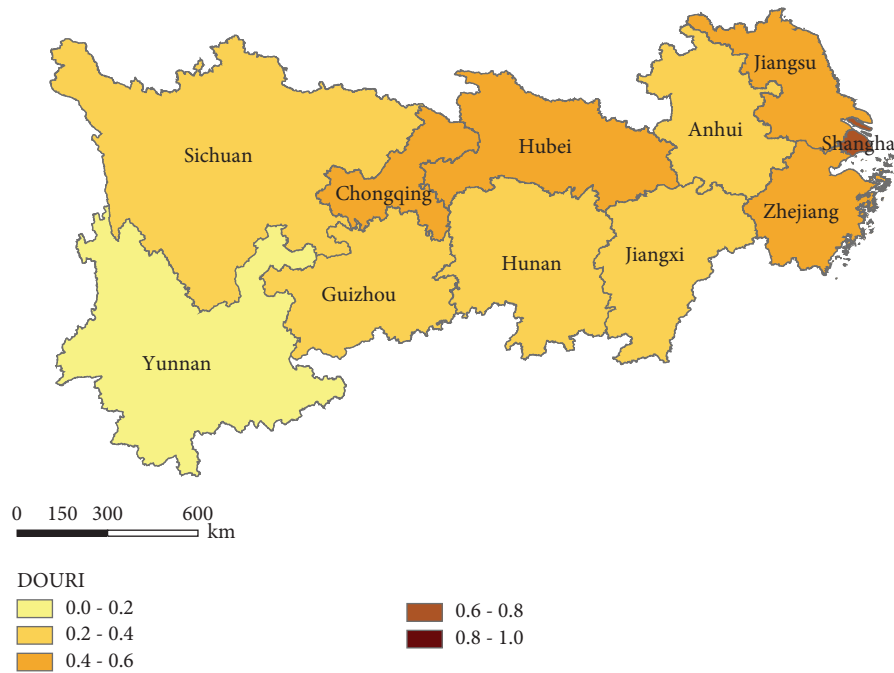 Jiangsu
Anhui
Shangha
Sichuan
Hubei
Chongqing
Zhejiang
Jiangxi
Hunan
Guizhou
Yunnan
0 150 300 600
km
DOURI
0.0 - 0.2
0.2 - 0.4
0.4 - 0.6
0.6 - 0.8
0.8 - 1.0